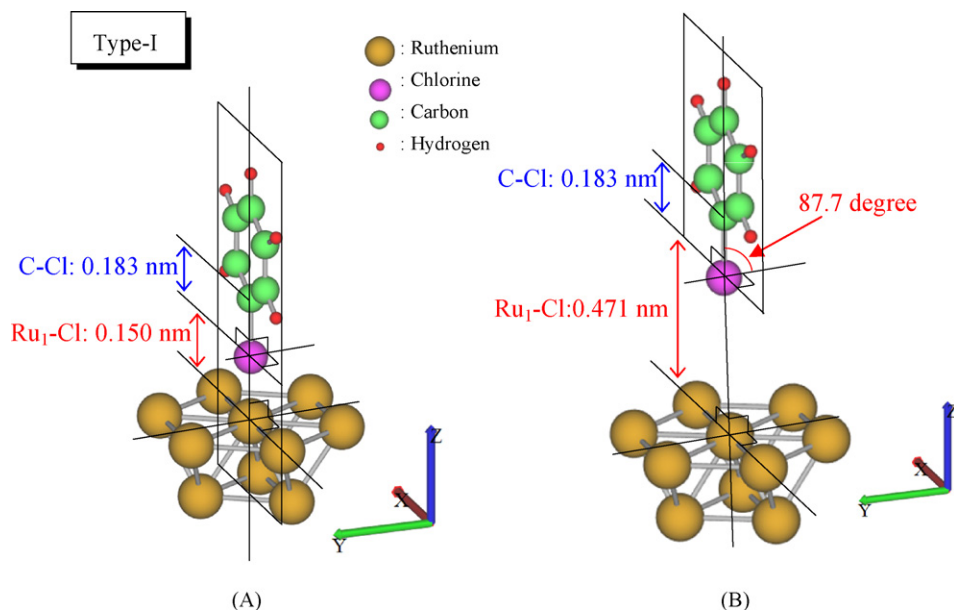 Type-I
: Ruthenium
: Chlorine
: Carbon
: Hydrogen
C-Cl: 0.183 nm
Ru₁-Cl: 0.150 nm
Z
X
Y
(A)
C-Cl: 0.183 nm
87.7 degree
Ru₁-Cl:0.471 nm
Z
X
Y
(B)